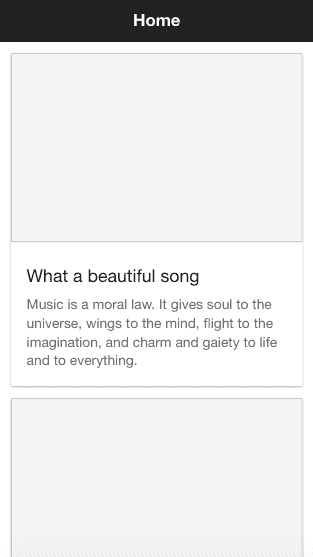 Home
What a beautiful song
Music is a moral law. It gives soul to the
universe, wings to the mind, flight to the
imagination, and charm and gaiety to life
and to everything.